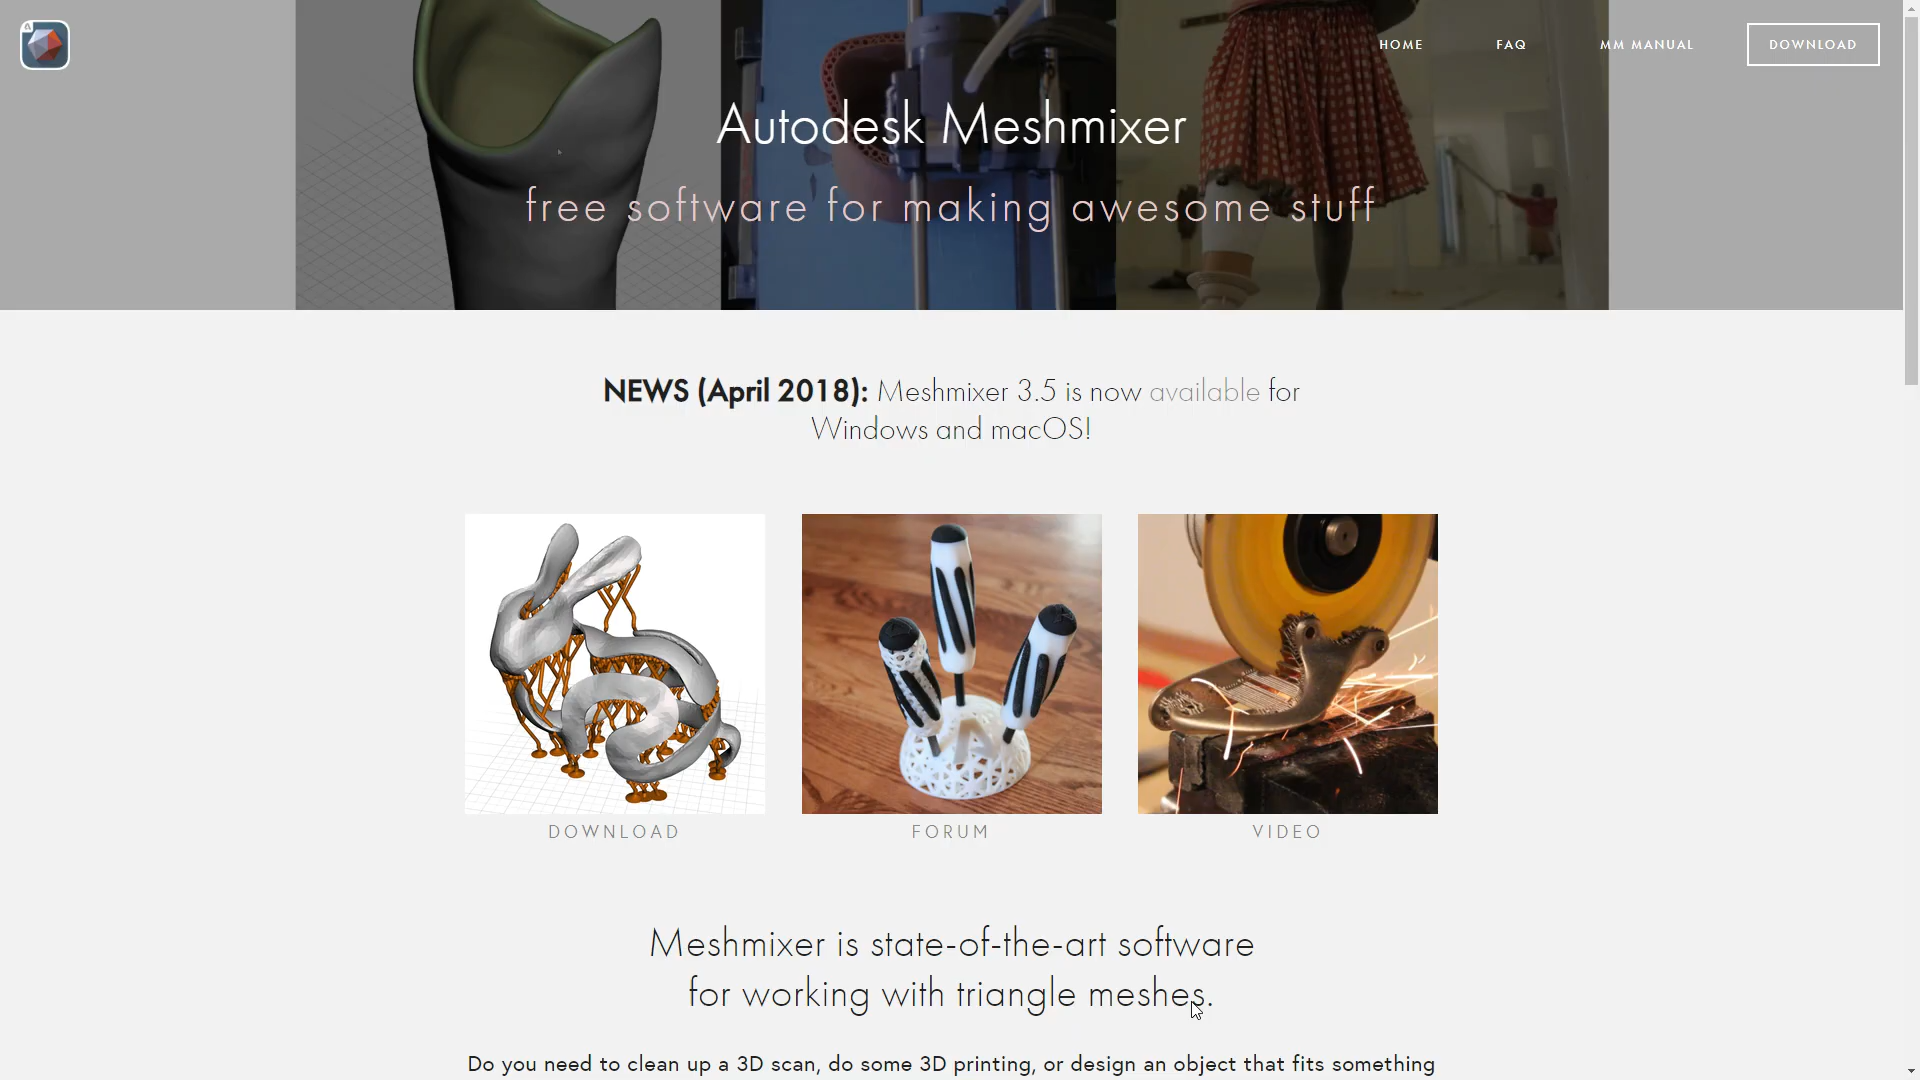 HOME
FAQ
MM MANUAL
DOWNLOAD
Autodesk Meshmixer
free software for making awesome stuff
NEWS (April 2018): Meshmixer 3.5 is now available for
Windows and macOS!
DOWNLOAD
FORUM
VIDEO
Meshmixer is state-of-the-art software
for working with triangle meshes.
Do you need to clean up a 3D scan, do some 3D printing, or design an object that fits something